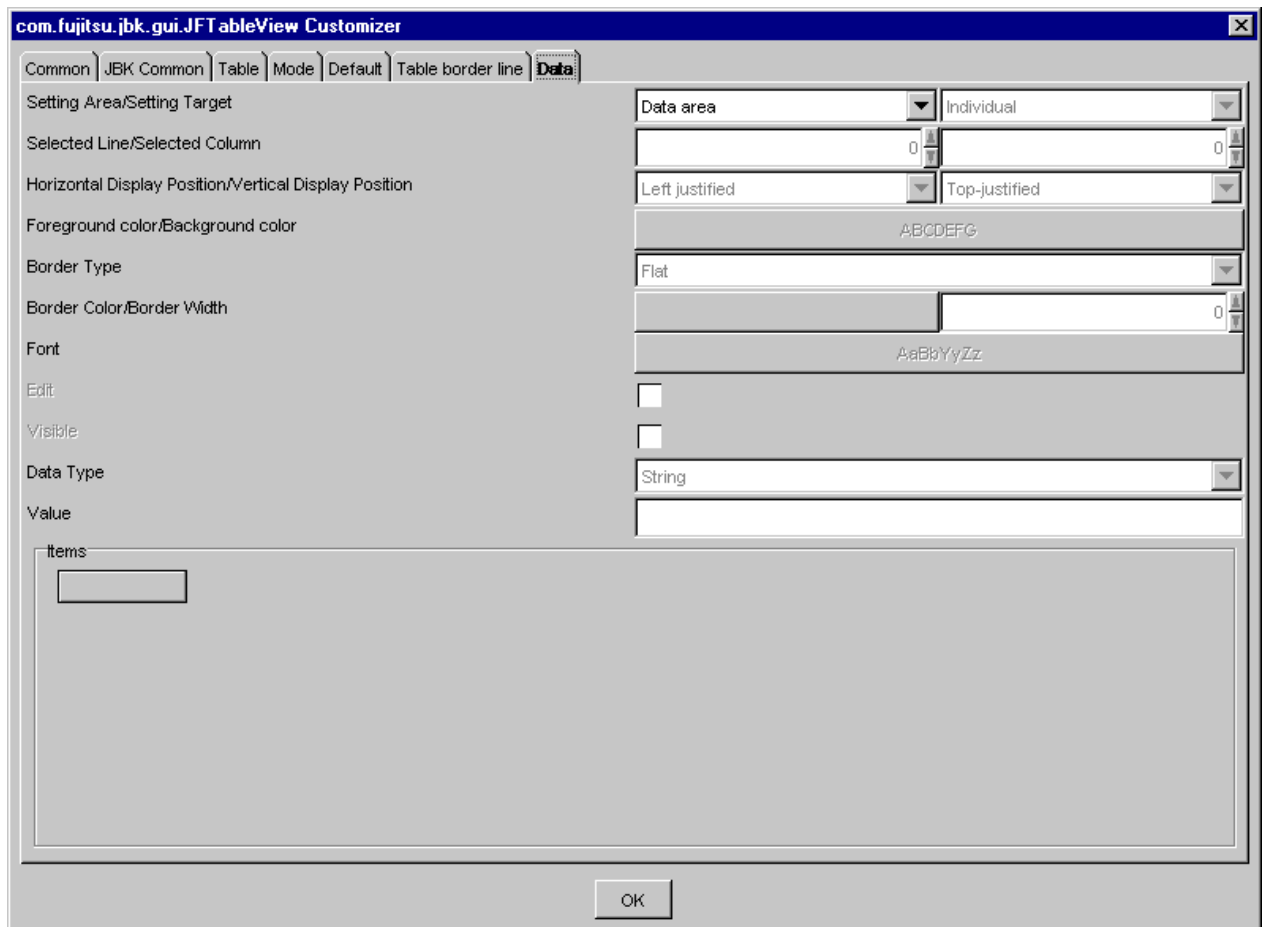 com.fujitsu.jbk.gui.JFTableView Customizer
Common JBK Common Table Mode Default Table border line Data
Setting Area/Setting Target Data area Individual
Selected Line/Selected Column 0 0
Horizontal Display Position/Vertical Display Position Left justified Top-justified
Foreground color/Background color ABCDEFG
Border Type Flat
Border Color/Border Width 0
Font AaBbYyZz
Edit
Visible
Data Type String
Value
Items
OK